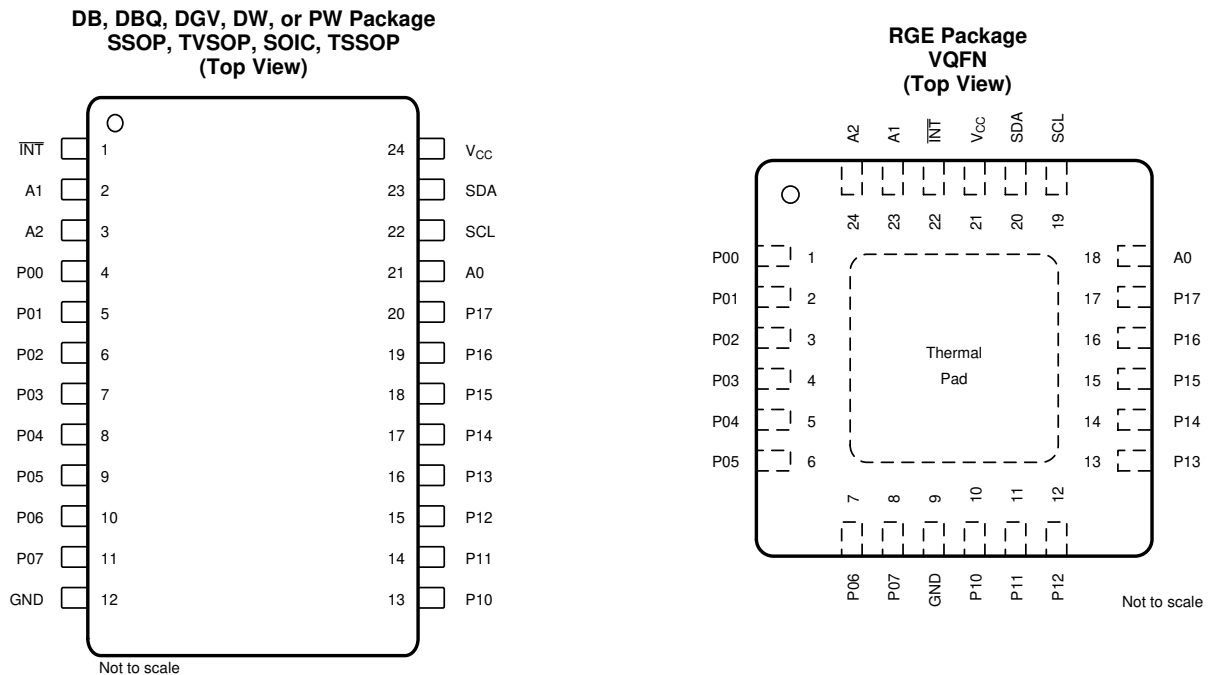 DB, DBQ, DGV, DW, or PW Package
SSOP, TVSOP, SOIC, TSSOP
(Top View)
INT 1 24 VCC
A1 2 23 SDA
A2 3 22 SCL
P00 4 21 A0
P01 5 20 P17
P02 6 19 P16
P03 7 18 P15
P04 8 17 P14
P05 9 16 P13
P06 10 15 P12
P07 11 14 P11
GND 12 13 P10
Not to scale
RGE Package
VQFN
(Top View)
A2 A1 INT VCC SDA SCL
24 23 22 21 20 19
P00 1 18 A0
P01 2 17 P17
P02 3 16 P16
P03 4 15 P15
P04 5 14 P14
P05 6 13 P13
Thermal
Pad
7 8 9 10 11 12
P06 P07 GND P10 P11 P12
Not to scale